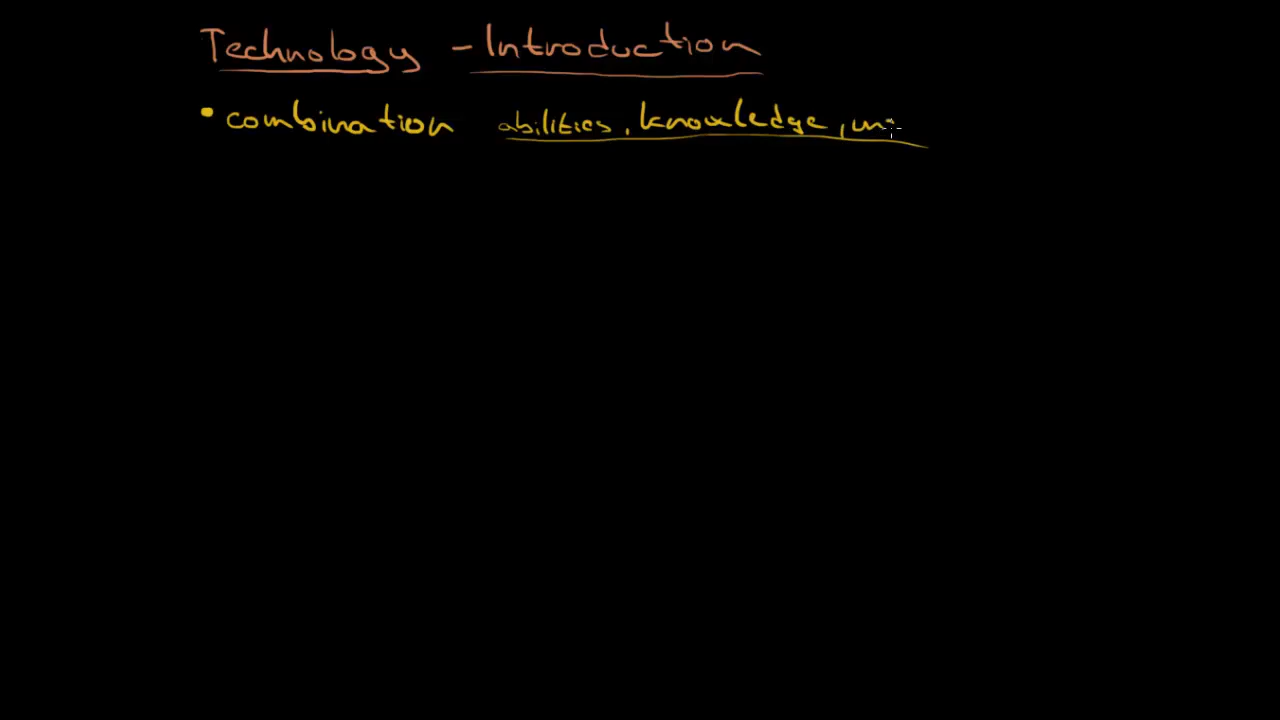 Technology - Introduction
• combination abilities, knowledge,